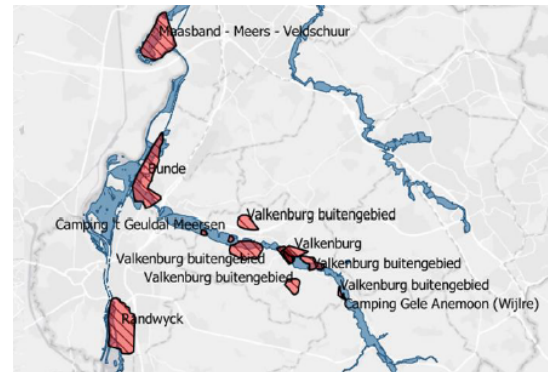 Maasband - Meers - Veldschuur
Bunde
Valkenburg buitengebied
Camping 't Geuldal Meersen
Valkenburg
Valkenburg buitengebied
Valkenburg buitengebied
Valkenburg buitengebied
Valkenburg buitengebied
Camping Gele Anemoon (Wijlre)
Randwyck